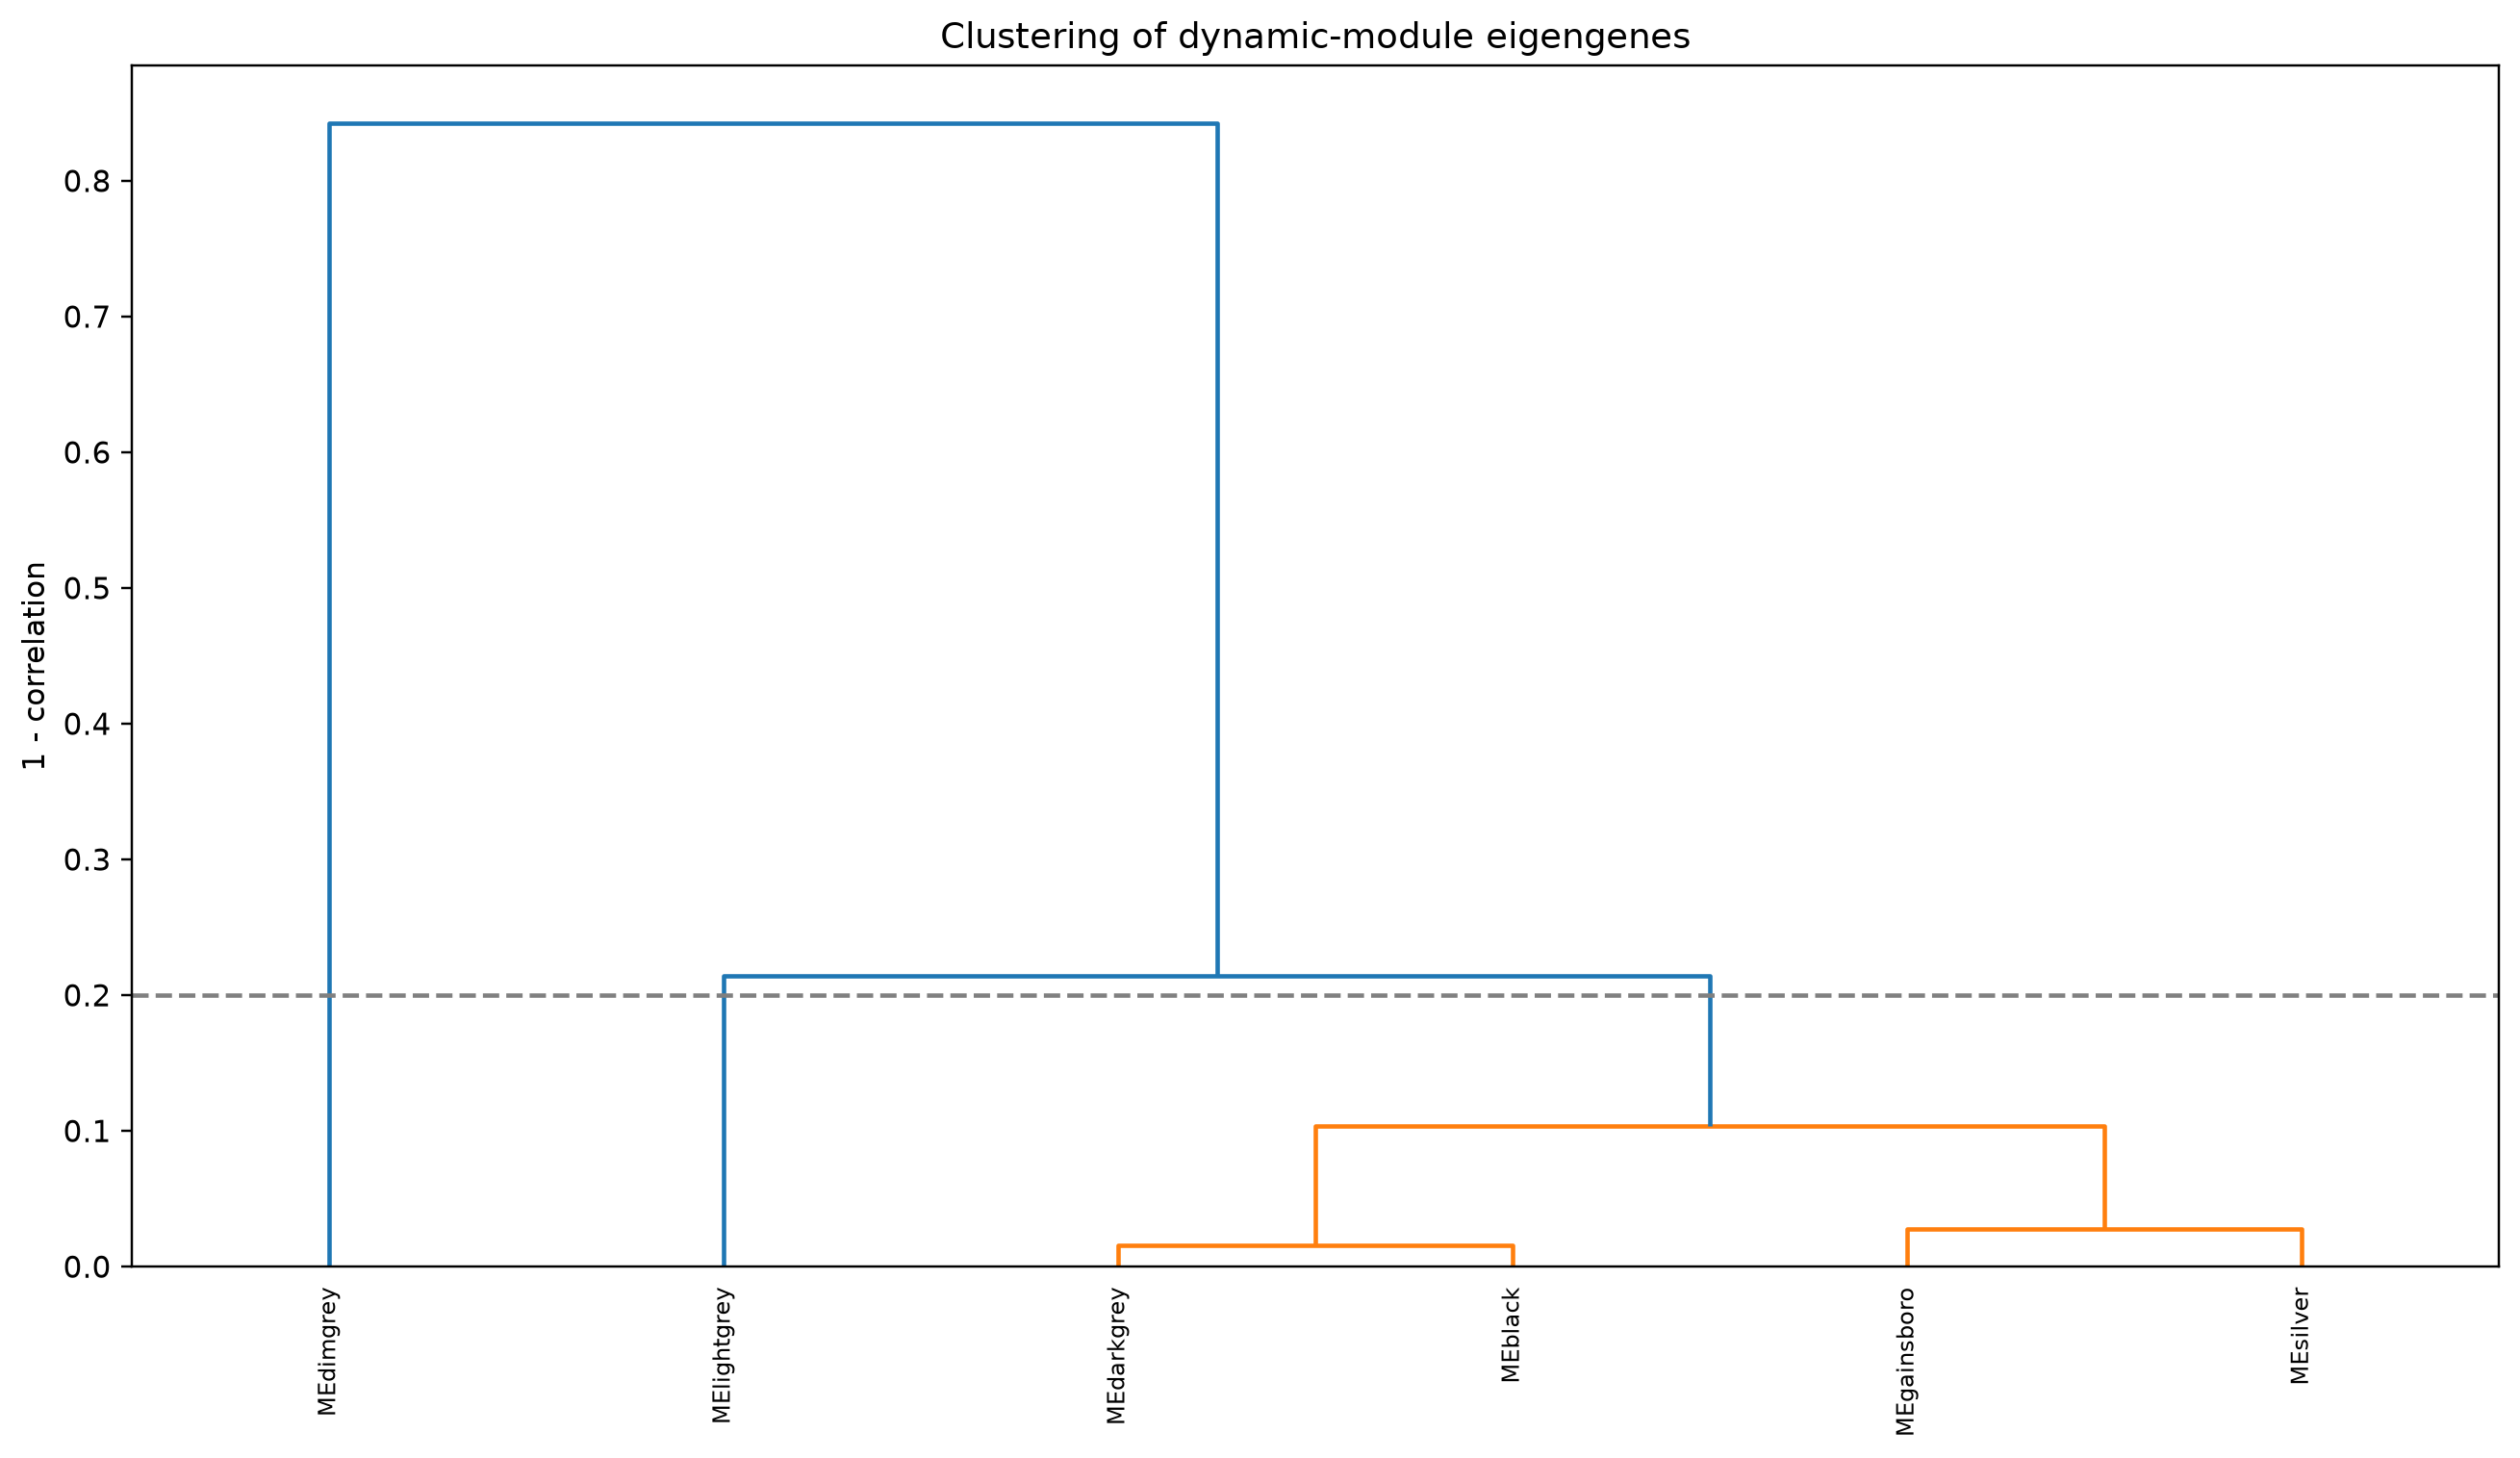 Clustering of dynamic-module eigengenes
1 - correlation
0.8
0.7
0.6
0.5
0.4
0.3
0.2
0.1
0.0
MEdimgrey
MElightgrey
MEdarkgrey
MEblack
MEgainsboro
MEsilver